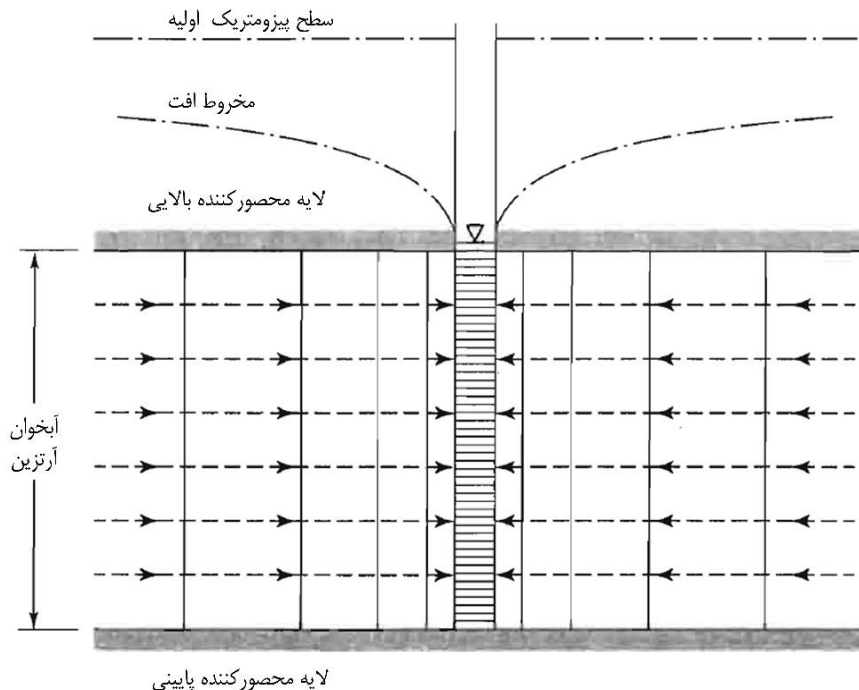 سطح پیزومتریک اولیه
مخروط افت
لایه محصورکننده بالایی
آبخوان
آرتزین
لایه محصورکننده پایینی